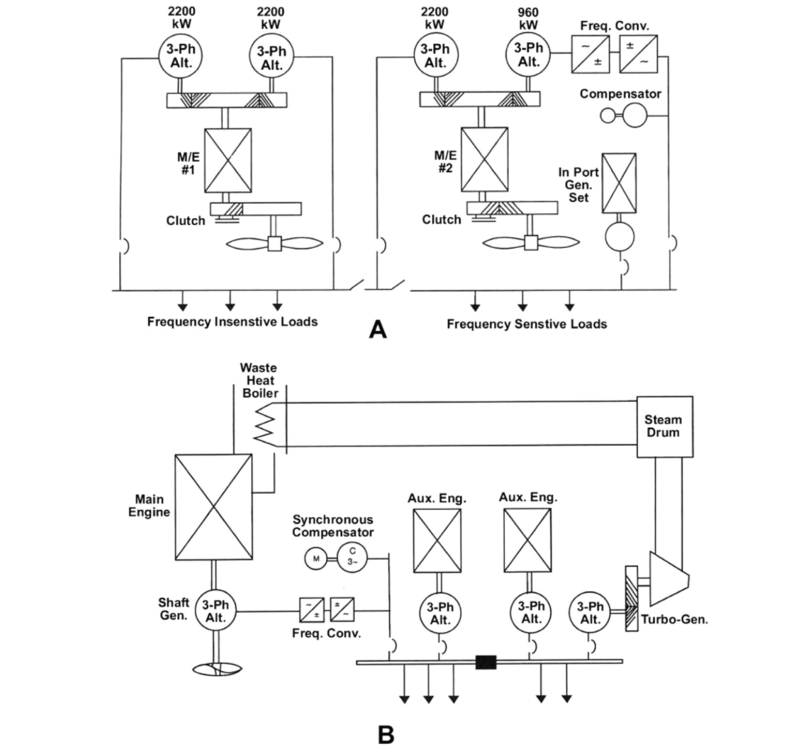 2200
kW
2200
kW
3-Ph
Alt.
3-Ph
Alt.
M/E
#1
Clutch
Frequency Insenstive Loads
2200
kW
960
kW
3-Ph
Alt.
3-Ph
Alt.
Freq. Conv.
~
±
±
~
Compensator
M/E
#2
In Port
Gen.
Set
Clutch
Frequency Senstive Loads
A
Waste
Heat
Boiler
Steam
Drum
Main
Engine
Aux. Eng.
Aux. Eng.
Synchronous
Compensator
M
C
3~
Shaft
Gen.
3-Ph
Alt.
~
±
±
~
Freq. Conv.
3-Ph
Alt.
3-Ph
Alt.
3-Ph
Alt.
Turbo-Gen.
B